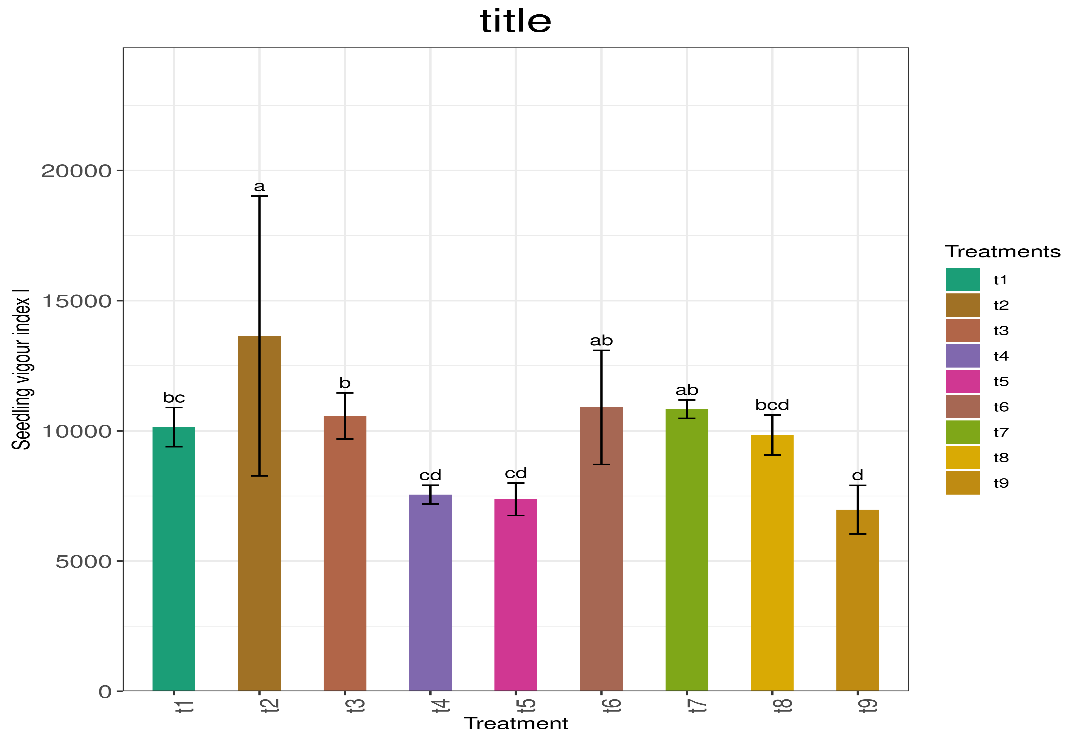 title
Seedling vigour index I
20000
15000
10000
5000
0
bc
a
b
cd
cd
ab
ab
bcd
d
t1
t2
t3
t4
t5
t6
t7
t8
t9
Treatment
Treatments
t1
t2
t3
t4
t5
t6
t7
t8
t9